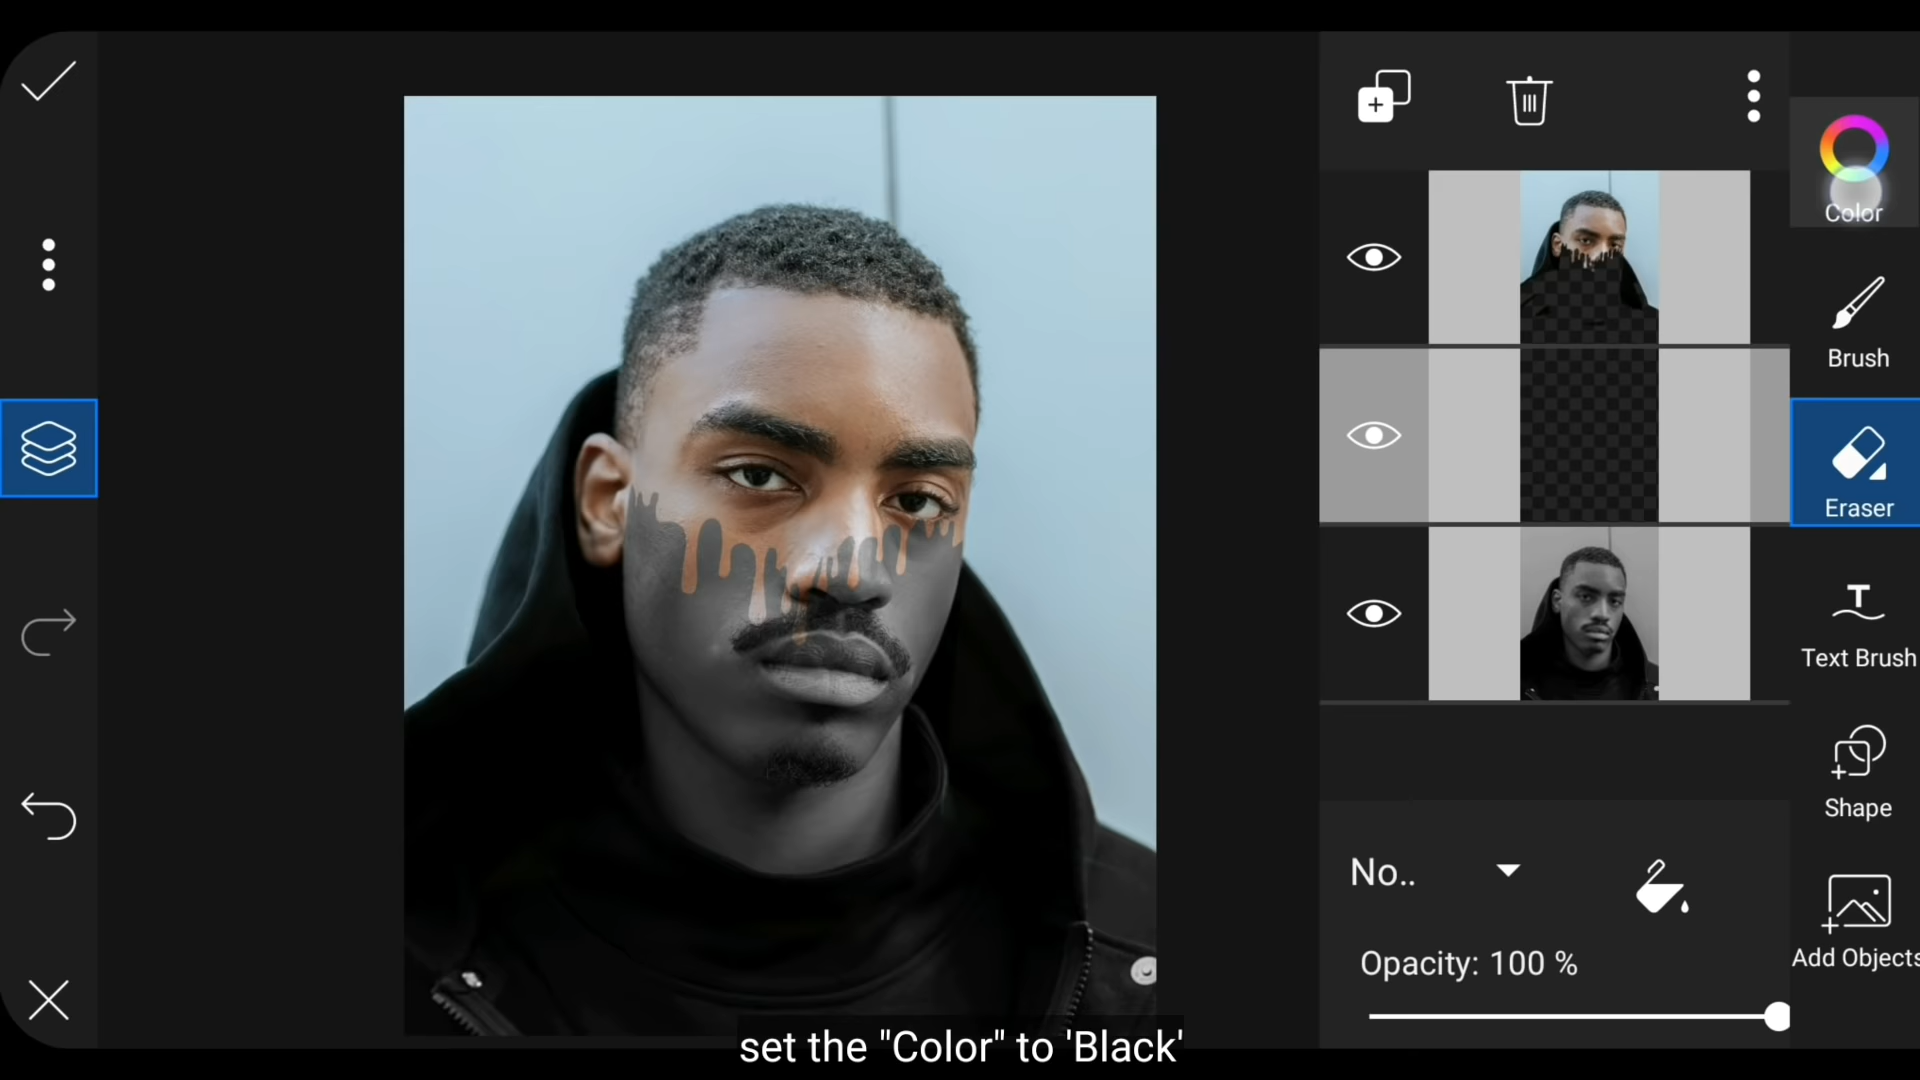 Color
Brush
Eraser
Text Brush
Shape
Add Objects
No..
Opacity: 100 %
set the "Color" to 'Black'